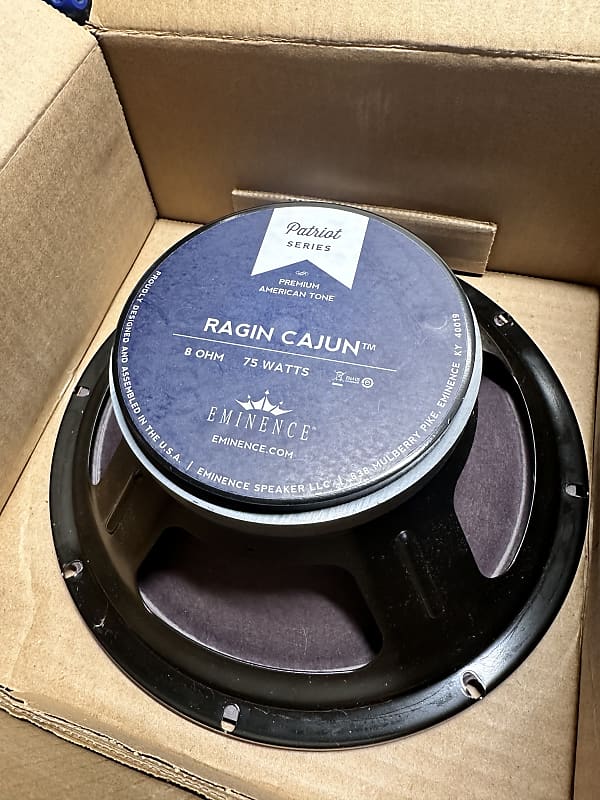 Patriot
SERIES
PREMIUM
AMERICAN TONE
RAGIN CAJUN™
8 OHM 75 WATTS
EMINENCE
EMINENCE.COM
PROUDLY DESIGNED AND ASSEMBLED IN THE U.S.A. / EMINENCE SPEAKER LLC / 838 MULBERRY PIKE, EMINENCE KY 40019